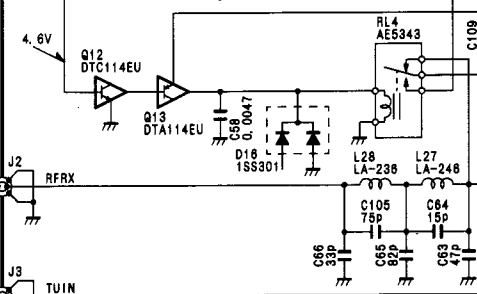 RL4
AE5343
C109
4.6V
Q12
DTC114EU
Q13
DTA114EU
C58
0.0047
D16
1SS301
J2
RFRX
L28
LA-236
L27
LA-246
C105
75p
C64
15p
C66
33p
C65
82p
C63
47p
J3
TUIN